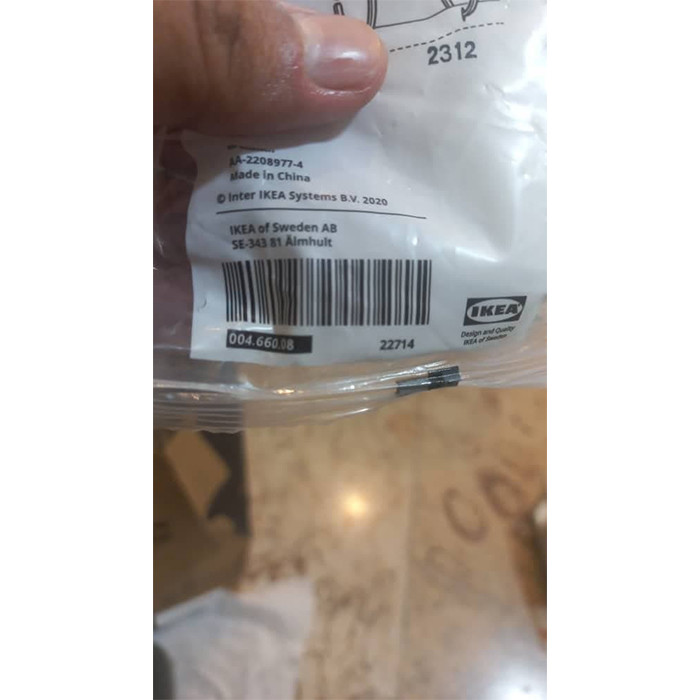 2312
AA-2208977-4
Made in China
© Inter IKEA Systems B.V. 2020
IKEA of Sweden AB
SE-343 81 Älmhult
004.660.08
22714
IKEA
Design and Quality
IKEA of Sweden